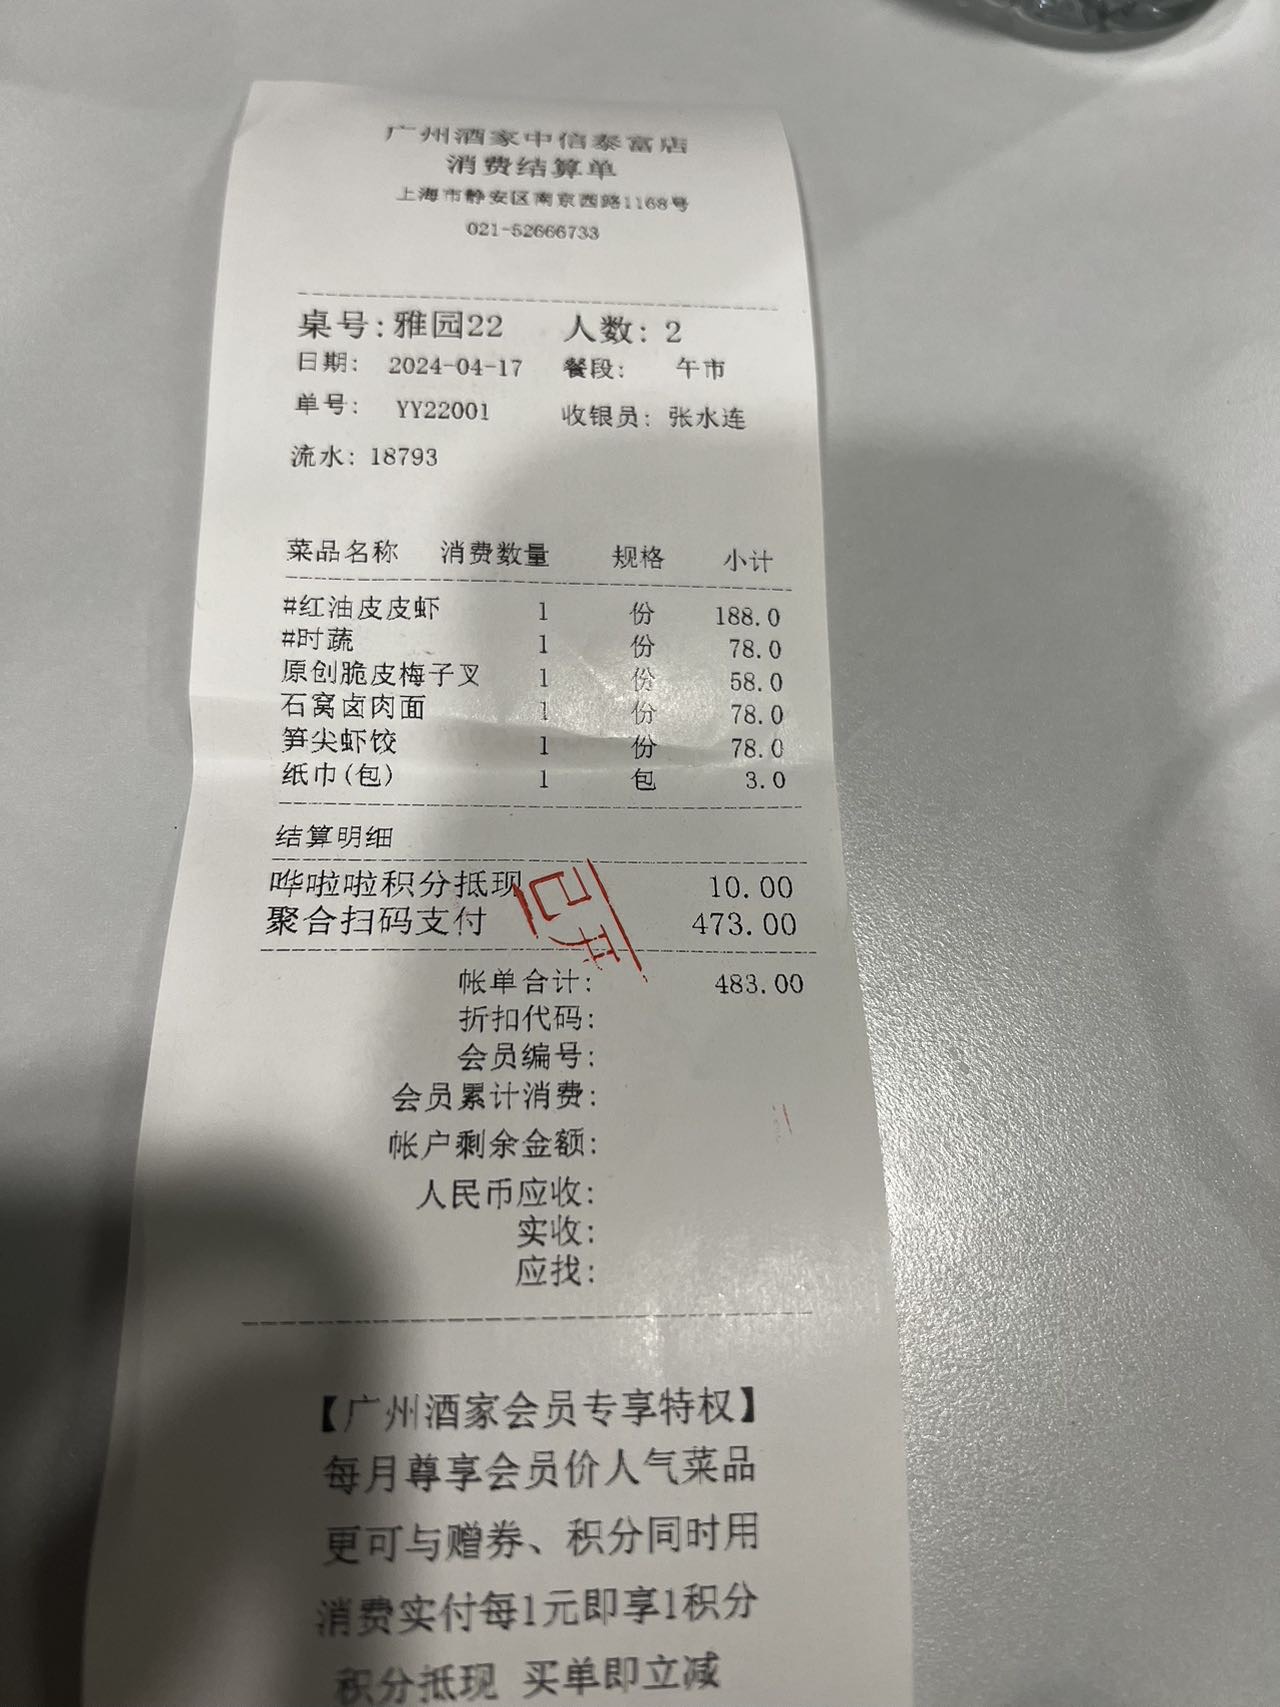 广州酒家中信泰富店
消费结算单
上海市静安区南京西路1168号
021-52666733
桌号:雅园22 人数: 2
日期: 2024-04-17 餐段: 午市
单号: YY22001 收银员: 张水连
流水: 18793
菜品名称 消费数量 规格 小计
#红油皮皮虾 1 份 188.0
#时蔬 1 份 78.0
原创脆皮梅子叉 1 份 58.0
石窝卤肉面 1 份 78.0
笋尖虾饺 1 份 78.0
纸巾(包) 1 包 3.0
结算明细
哗啦啦积分抵现 10.00
聚合扫码支付 473.00
帐单合计: 483.00
折扣代码:
会员编号:
会员累计消费:
帐户剩余金额:
人民币应收:
实收:
应找:
【广州酒家会员专享特权】
每月尊享会员价人气菜品
更可与赠券、积分同时用
消费实付每1元即享1积分
积分抵现 买单即立减